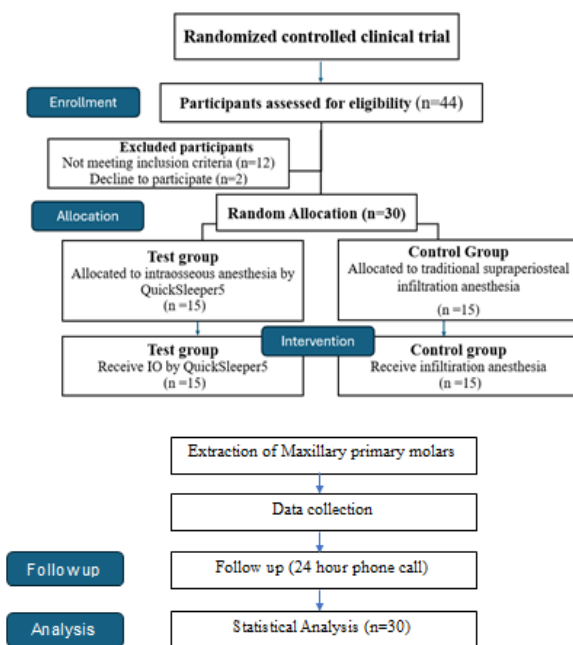 Randomized controlled clinical trial
Enrollment
Participants assessed for eligibility (n=44)
Excluded participants
Not meeting inclusion criteria (n=12)
Decline to participate (n=2)
Allocation
Random Allocation (n=30)
Test group
Allocated to intraosseous anesthesia by
QuickSleeper5
(n =15)
Control Group
Allocated to traditional supraperiosteal
infiltration anesthesia
(n =15)
Intervention
Test group
Receive IO by QuickSleeper5
(n =15)
Control group
Receive infiltiration anesthesia
(n =15)
Extraction of Maxillary primary molars
Data collection
Followup
Follow up (24 hour phone call)
Analysis
Statistical Analysis (n=30)